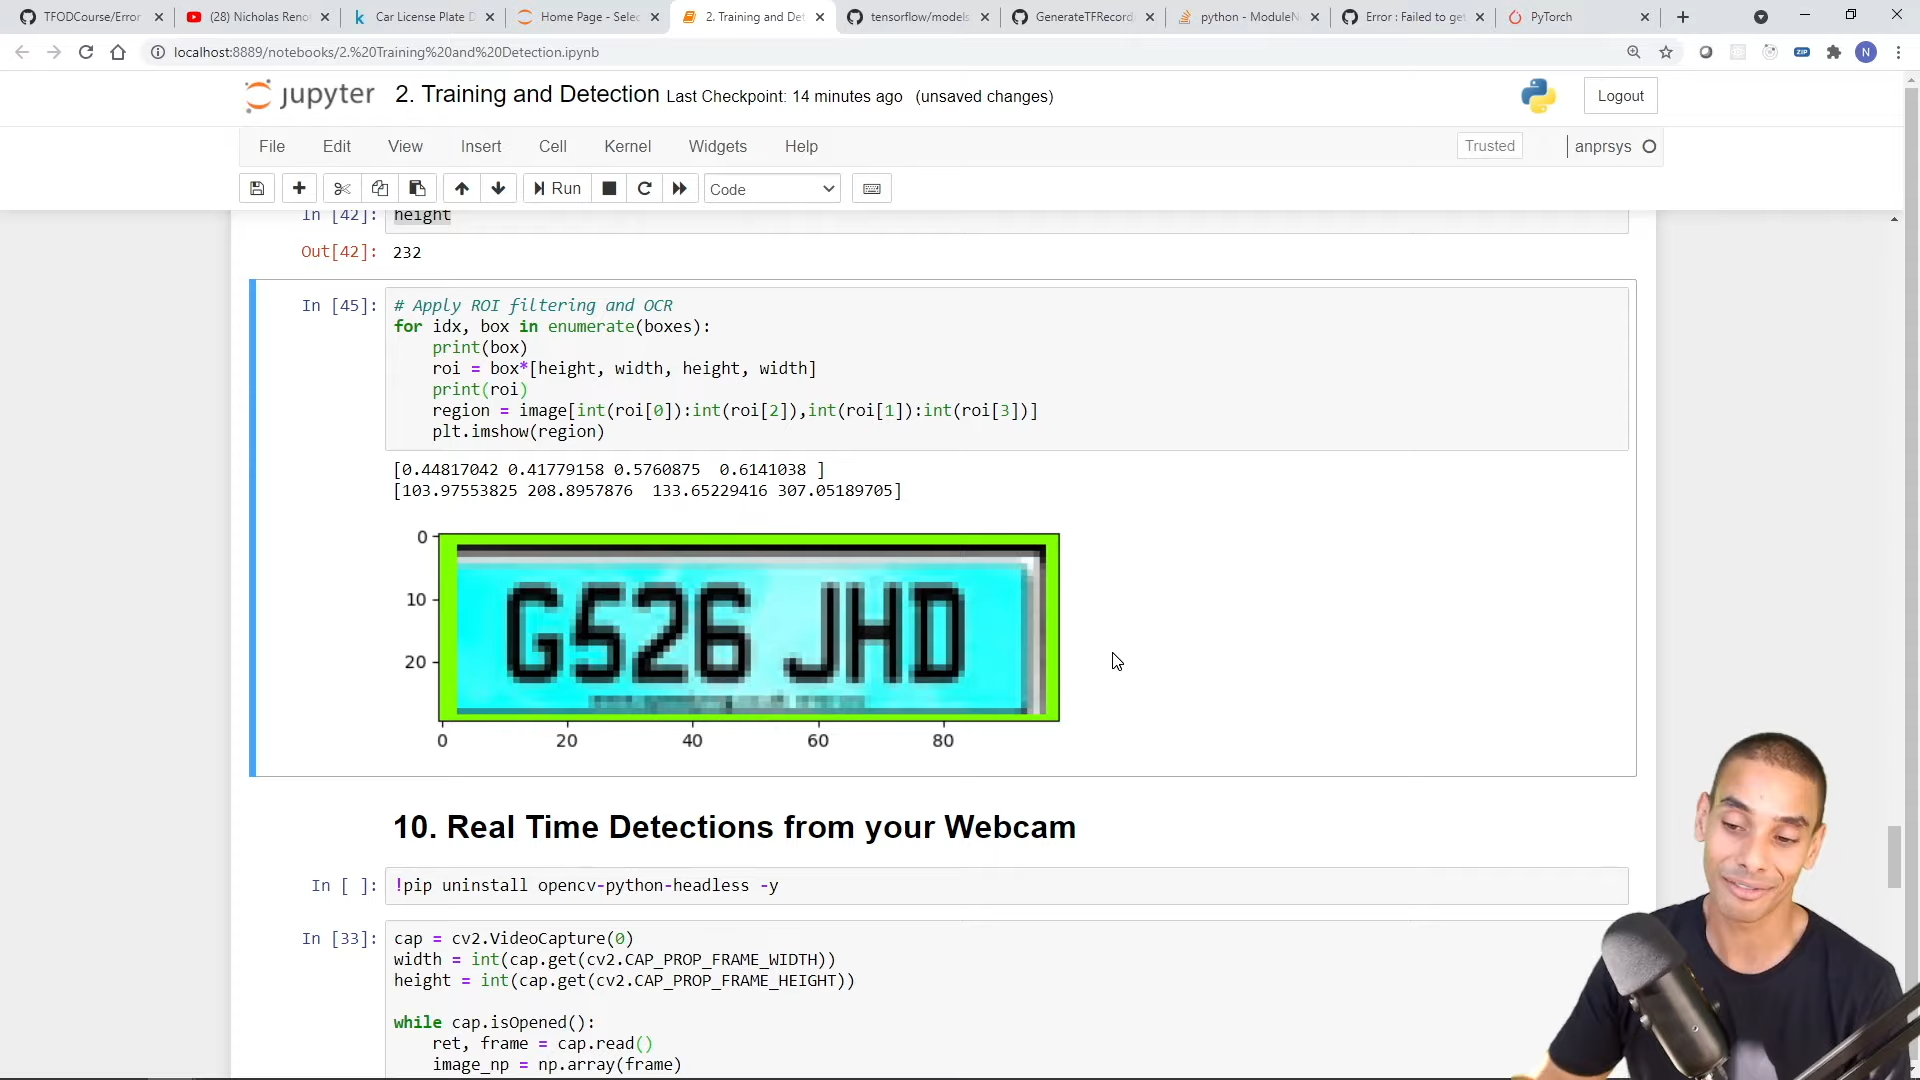 TFODCourse/Error
(28) Nicholas Reno
Car License Plate D
Home Page - Selec
2. Training and Det
tensorflow/models
GenerateTFRecord
python - ModuleN
Error : Failed to get
PyTorch
localhost:8889/notebooks/2.%20Training%20and%20Detection.ipynb
ZIP
N
jupyter 2. Training and Detection Last Checkpoint: 14 minutes ago (unsaved changes)
Logout
File Edit View Insert Cell Kernel Widgets Help
Trusted
anprsys
Run
Code
In [42]: height
Out[42]: 232
In [45]: # Apply ROI filtering and OCR
for idx, box in enumerate(boxes):
print(box)
roi = box*[height, width, height, width]
print(roi)
region = image[int(roi[0]):int(roi[2]),int(roi[1]):int(roi[3])]
plt.imshow(region)
[0.44817042 0.41779158 0.5760875  0.6141038 ]
[103.97553825 208.8957876  133.65229416 307.05189705]
0
10
20
G526 JHD
0 20 40 60 80
10. Real Time Detections from your Webcam
In [ ]: !pip uninstall opencv-python-headless -y
In [33]: cap = cv2.VideoCapture(0)
width = int(cap.get(cv2.CAP_PROP_FRAME_WIDTH))
height = int(cap.get(cv2.CAP_PROP_FRAME_HEIGHT))
while cap.isOpened():
ret, frame = cap.read()
image_np = np.array(frame)